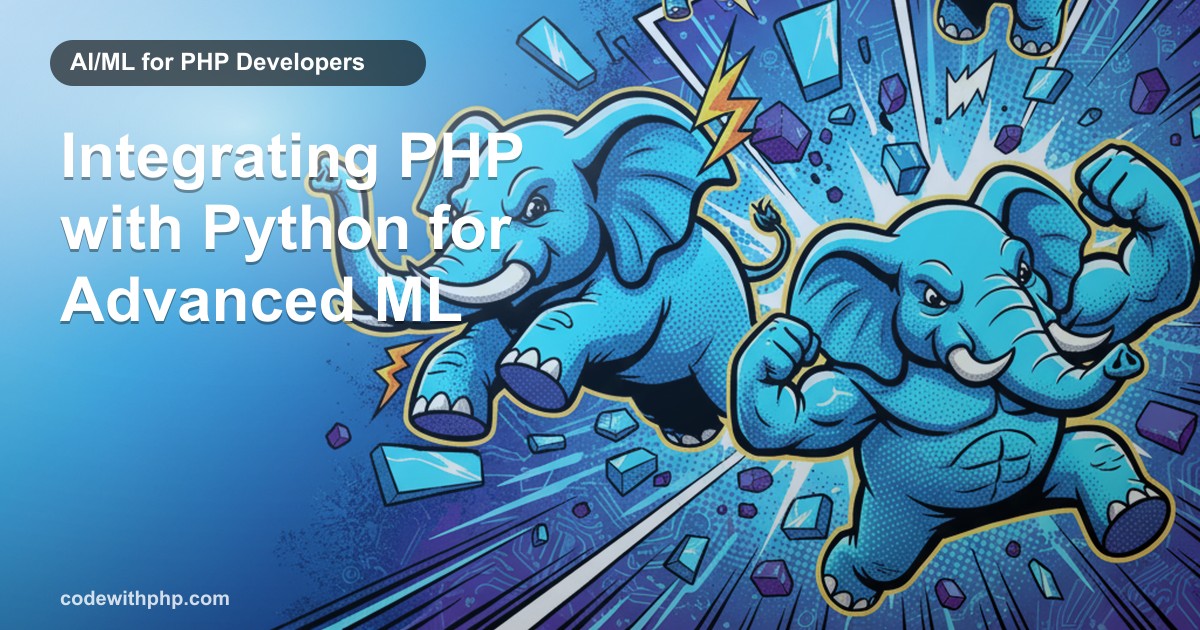 AI/ML for PHP Developers
Integrating PHP
with Python for
Advanced ML
codewithphp.com